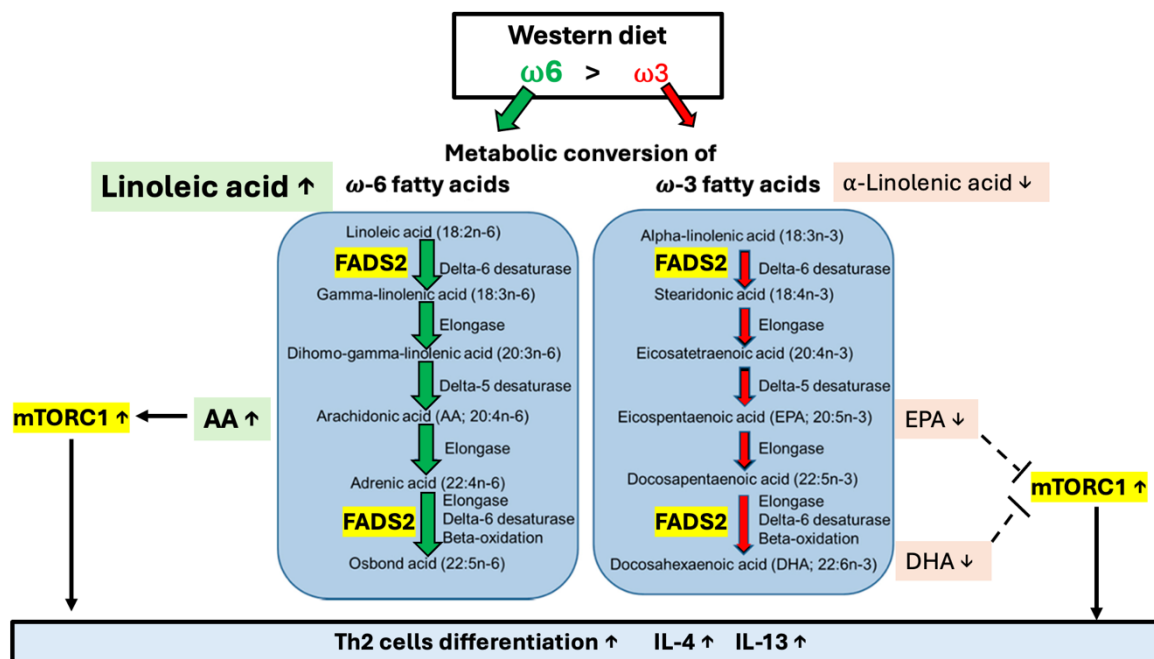 Western diet
ω6 > ω3
Metabolic conversion of
Linoleic acid ↑
ω-6 fatty acids
ω-3 fatty acids
α-Linolenic acid ↓
Linoleic acid (18:2n-6)
FADS2
Delta-6 desaturase
Gamma-linolenic acid (18:3n-6)
Elongase
Dihomo-gamma-linolenic acid (20:3n-6)
Delta-5 desaturase
Arachidonic acid (AA; 20:4n-6)
Elongase
Adrenic acid (22:4n-6)
FADS2
Elongase
Delta-6 desaturase
Beta-oxidation
Osbond acid (22:5n-6)
Alpha-linolenic acid (18:3n-3)
FADS2
Delta-6 desaturase
Stearidonic acid (18:4n-3)
Elongase
Eicosatetraenoic acid (20:4n-3)
Delta-5 desaturase
Eicospentaenoic acid (EPA; 20:5n-3)
Elongase
Docosapentaenoic acid (22:5n-3)
FADS2
Elongase
Delta-6 desaturase
Beta-oxidation
Docosahexaenoic acid (DHA; 22:6n-3)
mTORC1 ↑
AA ↑
EPA ↓
mTORC1 ↑
DHA ↓
Th2 cells differentiation ↑ IL-4 ↑ IL-13 ↑